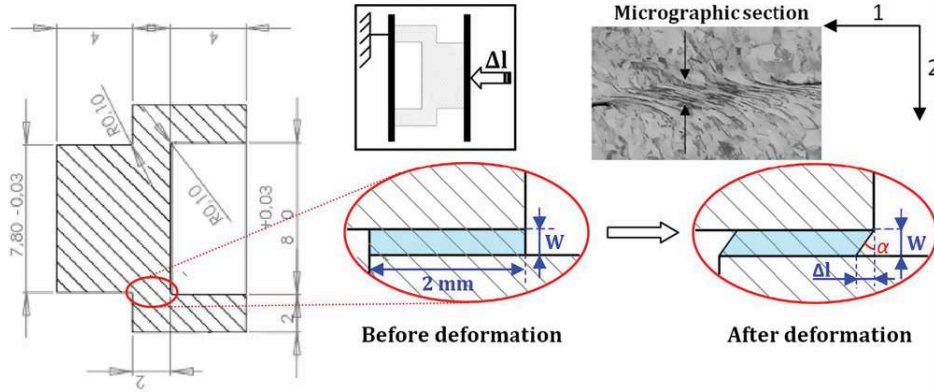 4
4
R0,10
R0,10
7,80 -0,03
+0,03
8 0
2
2
Δl
Micrographic section
1
2
W
2 mm
Before deformation
W
α
Δl
After deformation